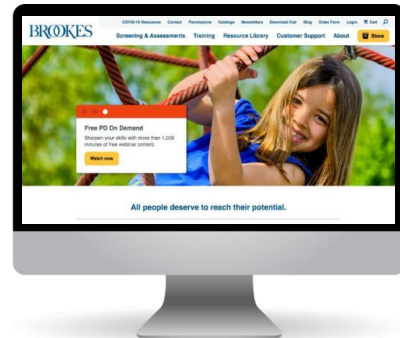 COVID-19 Resources Contact Permissions Catalogs Newsletters Download Hub Blog Order Form Login Cart
BROOKES
Screening & Assessments Training Resource Library Customer Support About Store
Free PD On Demand
Sharpen your skills with more than 1,000
minutes of free webinar content.
Watch now
All people deserve to reach their potential.